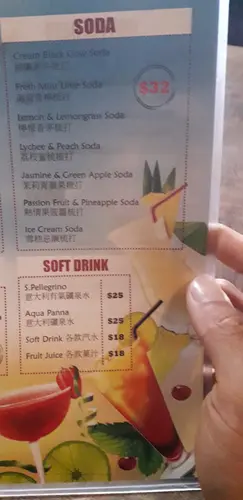 SODA
Cream Black Lime Soda
$32
Fresh Sour Lime Soda
Lemon & Lemongrass Soda
檸檬香茅梳打
Lychee & Peach Soda
荔枝蜜桃梳打
Jasmine & Green Apple Soda
茉莉青蘋果梳打
Passion Fruit & Pineapple Soda
熱情果菠蘿梳打
Ice Cream Soda
雪糕梳打
SOFT DRINK
S.Pellegrino
意大利有氣礦泉水 $25
Aqua Panna
意大利礦泉水 $25
Soft Drink 各款汽水 $18
Fruit Juice 各款菓汁 $18